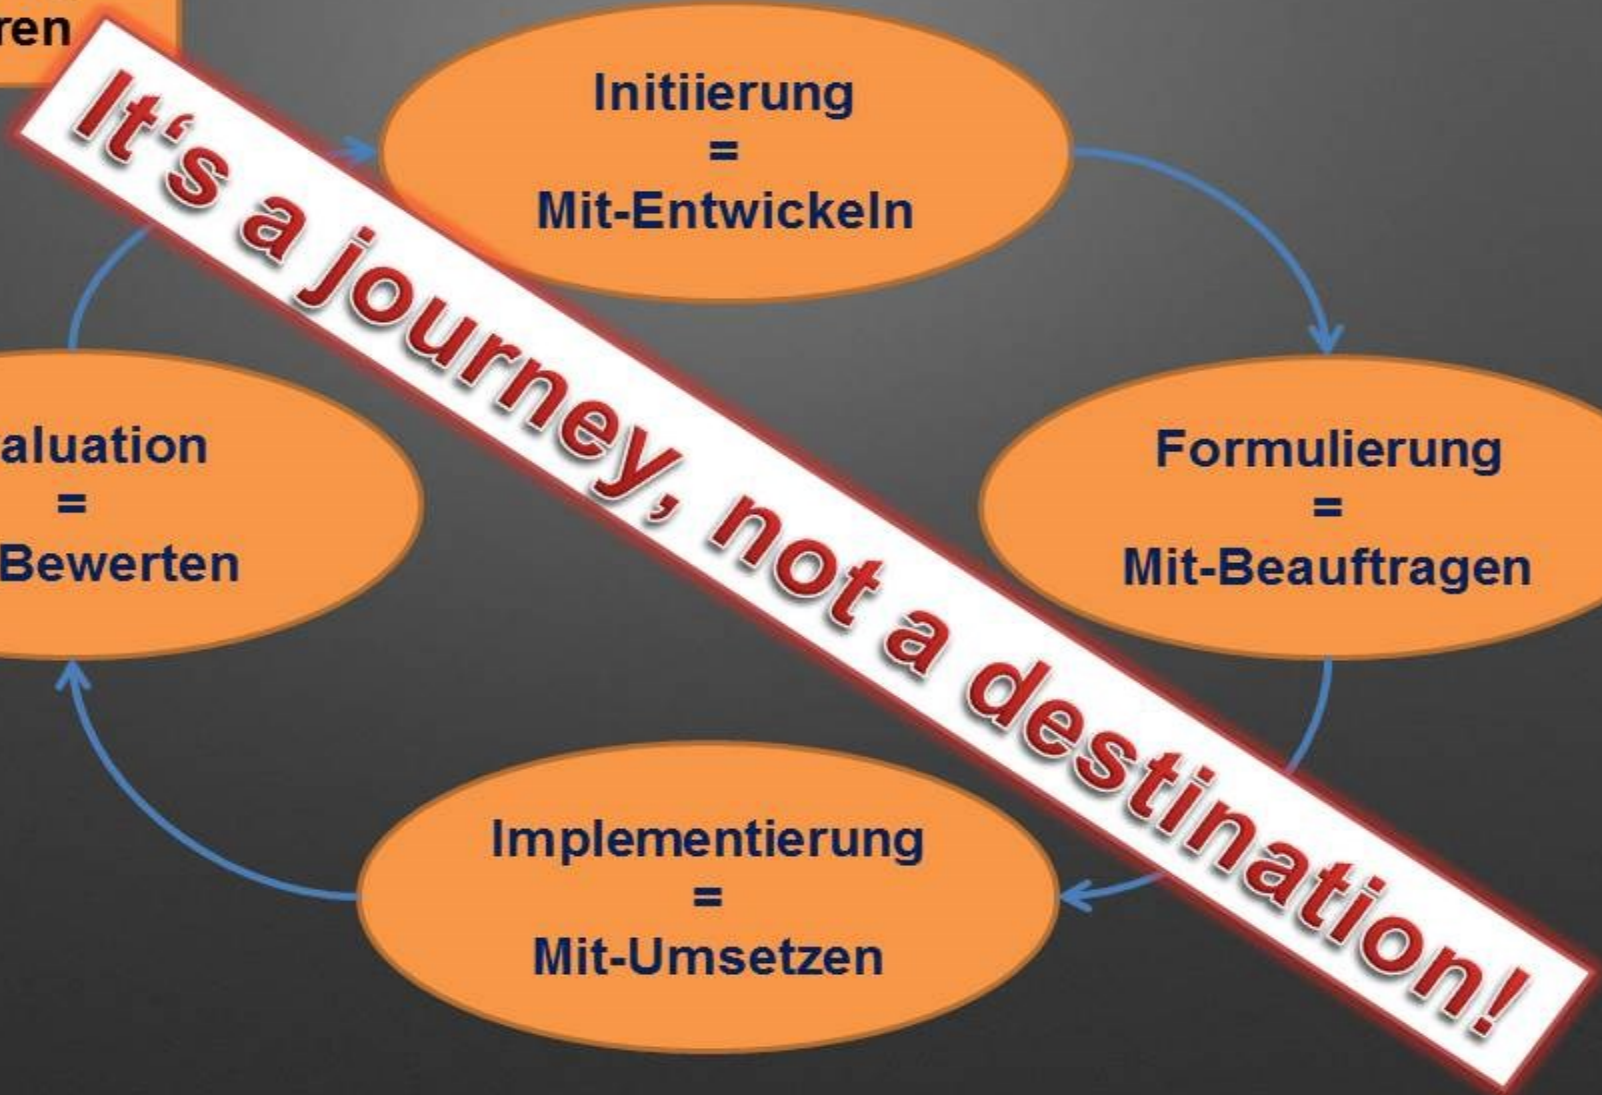 ren
Initiierung
=
Mit-Entwickeln
It‘s a journey, not a destination!
aluation
=
Bewerten
Formulierung
=
Mit-Beauftragen
Implementierung
=
Mit-Umsetzen